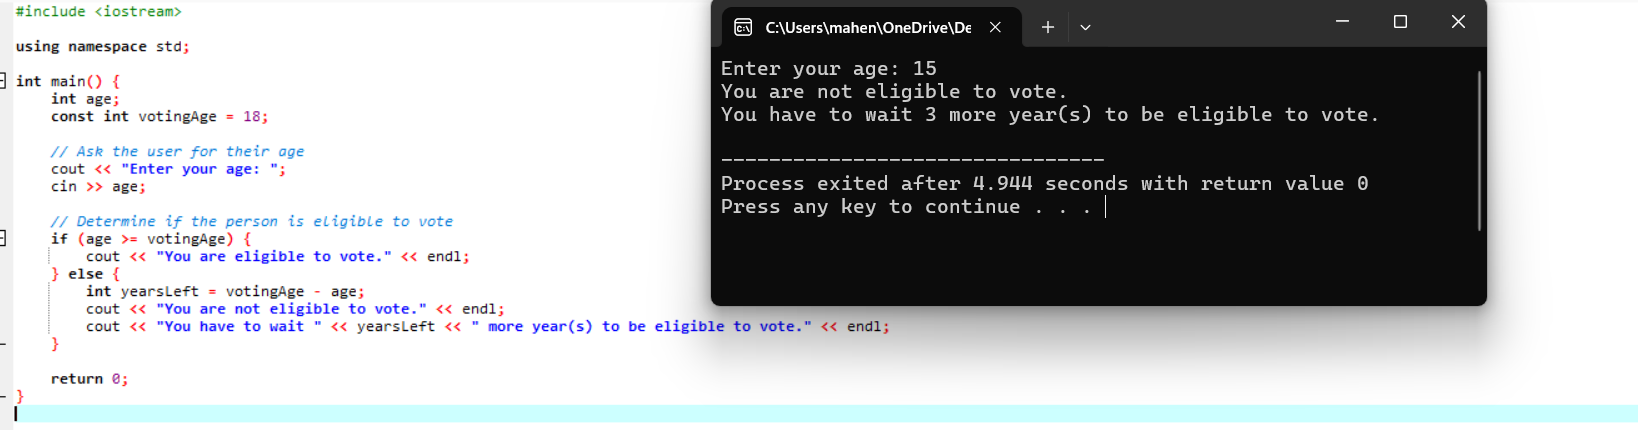 #include <iostream>

using namespace std;

int main() {
    int age;
    const int votingAge = 18;

    // Ask the user for their age
    cout << "Enter your age: ";
    cin >> age;

    // Determine if the person is eligible to vote
    if (age >= votingAge) {
        cout << "You are eligible to vote." << endl;
    } else {
        int yearsLeft = votingAge - age;
        cout << "You are not eligible to vote." << endl;
        cout << "You have to wait " << yearsLeft << " more year(s) to be eligible to vote." << endl;
    }

    return 0;
}
C:\Users\mahen\OneDrive\De
Enter your age: 15
You are not eligible to vote.
You have to wait 3 more year(s) to be eligible to vote.

--------------------------------
Process exited after 4.944 seconds with return value 0
Press any key to continue . . .